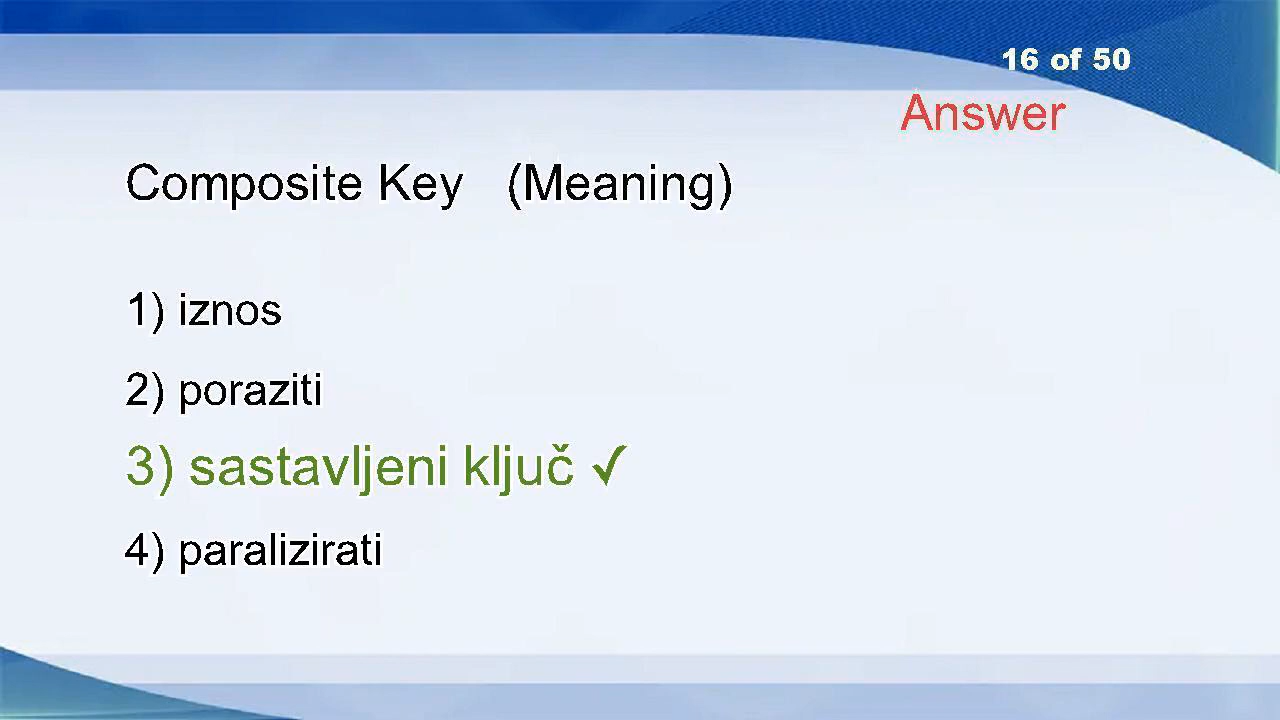 16 of 50
Answer
Composite Key (Meaning)
1) iznos
2) poraziti
3) sastavljeni ključ ✓
4) paralizirati